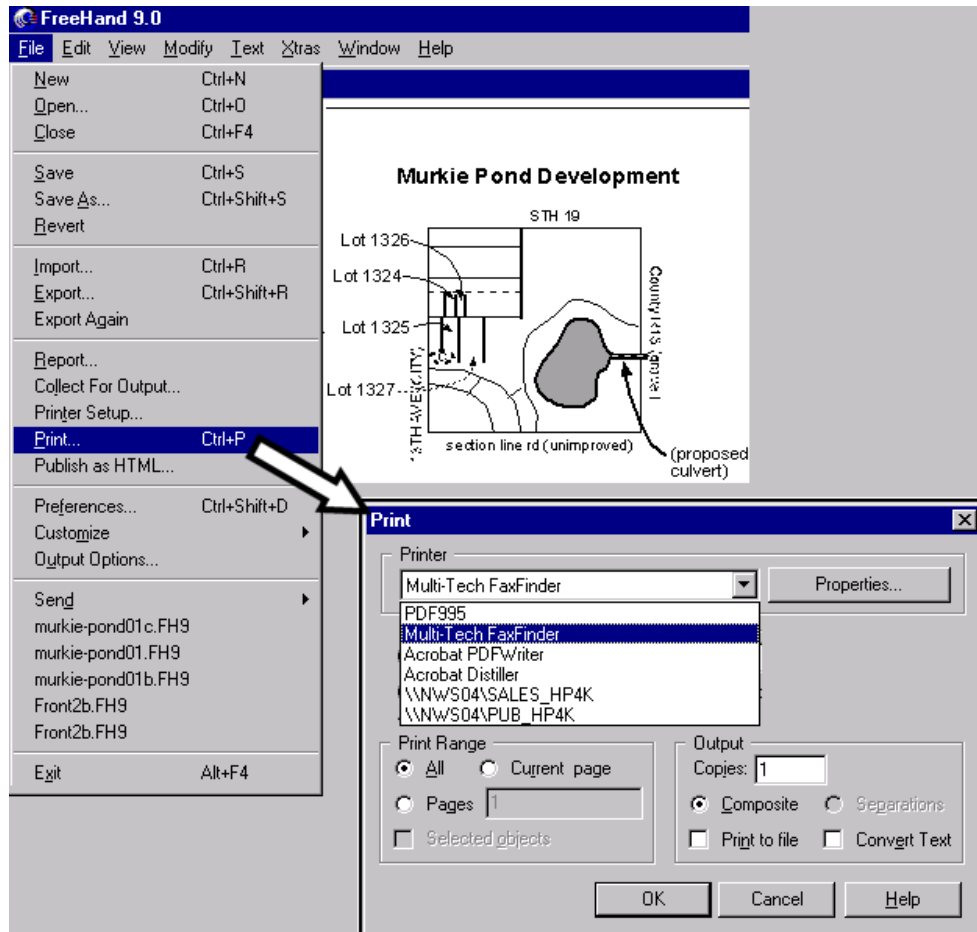 FreeHand 9.0
File Edit View Modify Text Xtras Window Help
New Ctrl+N
Open... Ctrl+O
Close Ctrl+F4
Save Ctrl+S
Save As... Ctrl+Shift+S
Revert
Import... Ctrl+R
Export... Ctrl+Shift+R
Export Again
Report...
Collect For Output...
Printer Setup...
Print... Ctrl+P
Publish as HTML...
Preferences... Ctrl+Shift+D
Customize
Output Options...
Send
murkie-pond01c.FH9
murkie-pond01.FH9
murkie-pond01b.FH9
Front2b.FH9
Front2b.FH9
Exit Alt+F4
Murkie Pond Development
STH 19
Lot 1326
Lot 1324
Lot 1325
Lot 1327
13TH AVE (CITY)
County
section line rd (unimproved)
(proposed
culvert)
Print
Printer
Multi-Tech FaxFinder
Properties...
PDF995
Multi-Tech FaxFinder
Acrobat PDFWriter
Acrobat Distiller
\\NWS04\SALES_HP4K
\\NWS04\PUB_HP4K
Print Range
All Current page
Pages 1
Selected objects
Output
Copies: 1
Composite Separations
Print to file Convert Text
OK Cancel Help